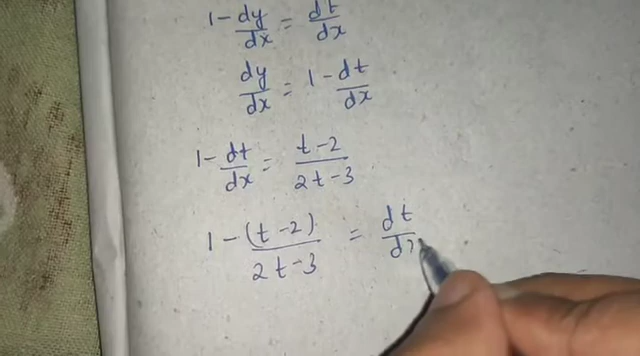 1 - dy/dx = dt/dx
dy/dx = 1 - dt/dx
1 - dt/dx = t-2/2t-3
1 - (t-2)/2t-3 = dt/dx